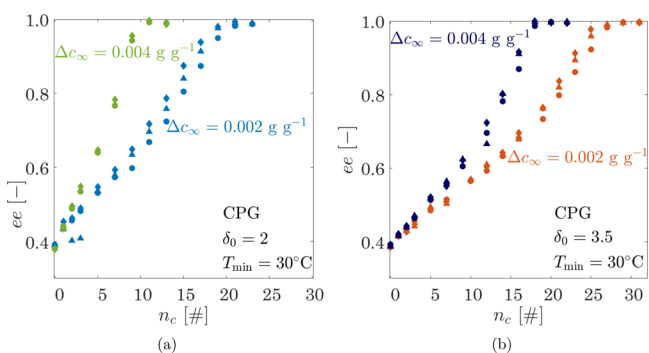 1.0
0.8
0.6
0.4
ee [−]
Δc∞ = 0.004 g g⁻¹
Δc∞ = 0.002 g g⁻¹
CPG
δ₀ = 2
Tmin = 30°C
0 5 10 15 20 25 30
nc [#]
(a)
1.0
0.8
0.6
0.4
ee [−]
Δc∞ = 0.004 g g⁻¹
Δc∞ = 0.002 g g⁻¹
CPG
δ₀ = 3.5
Tmin = 30°C
0 5 10 15 20 25 30
nc [#]
(b)